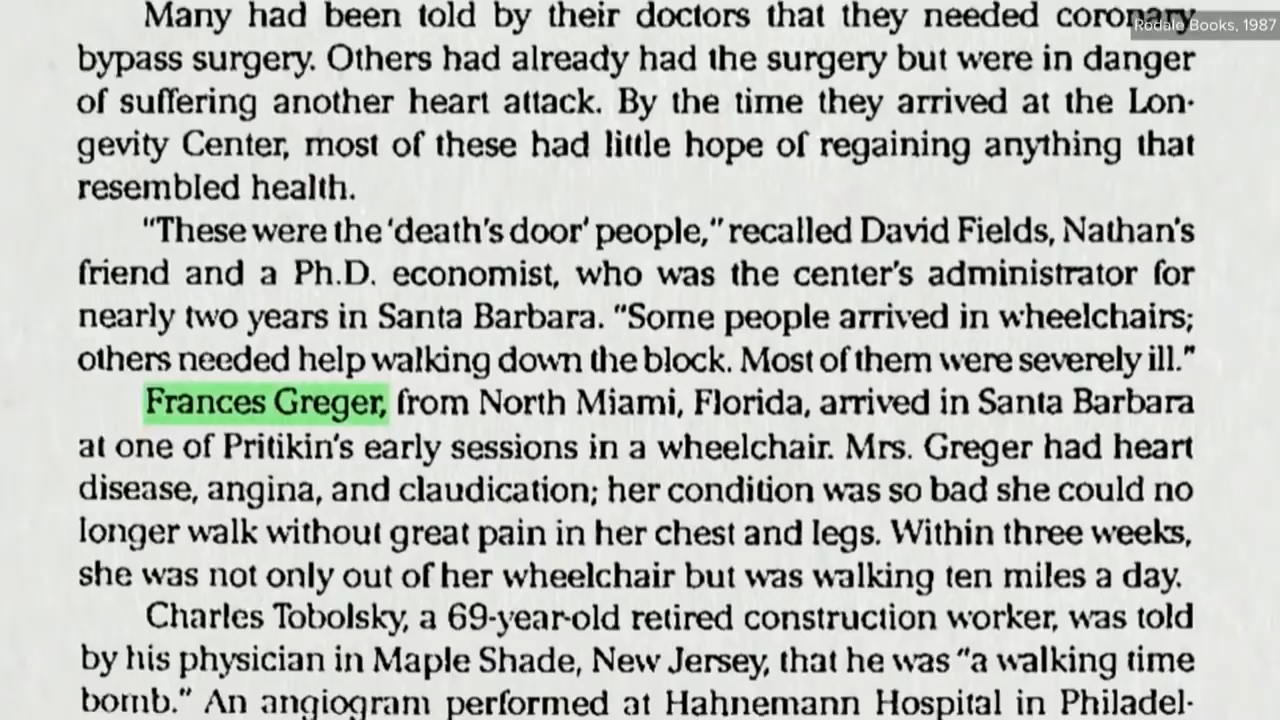 Many had been told by their doctors that they needed coronary
Rodale Books, 1987
bypass surgery. Others had already had the surgery but were in danger
of suffering another heart attack. By the time they arrived at the Lon-
gevity Center, most of these had little hope of regaining anything that
resembled health.
"These were the 'death's door' people," recalled David Fields, Nathan's
friend and a Ph.D. economist, who was the center's administrator for
nearly two years in Santa Barbara. "Some people arrived in wheelchairs;
others needed help walking down the block. Most of them were severely ill."
Frances Greger, from North Miami, Florida, arrived in Santa Barbara
at one of Pritikin's early sessions in a wheelchair. Mrs. Greger had heart
disease, angina, and claudication; her condition was so bad she could no
longer walk without great pain in her chest and legs. Within three weeks,
she was not only out of her wheelchair but was walking ten miles a day.
Charles Tobolsky, a 69-year-old retired construction worker, was told
by his physician in Maple Shade, New Jersey, that he was "a walking time
bomb." An angiogram performed at Hahnemann Hospital in Philadel-